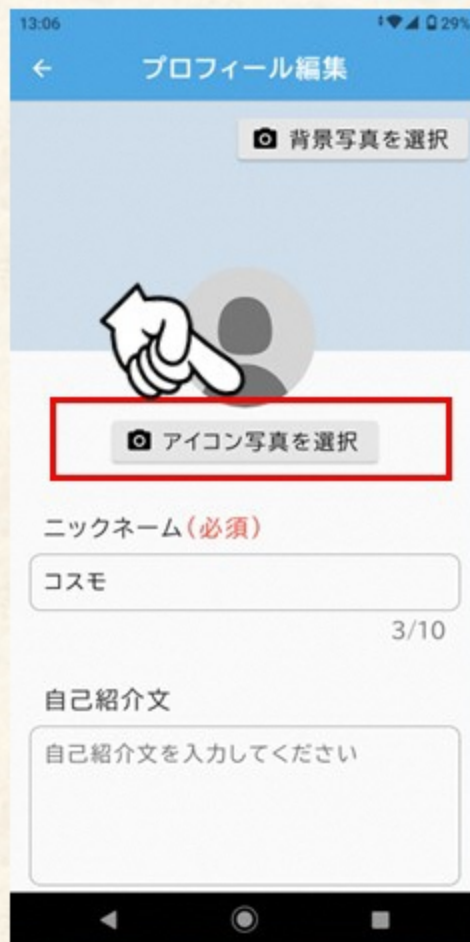 13:06
29%
プロフィール編集
背景写真を選択
アイコン写真を選択
ニックネーム(必須)
コスモ
3/10
自己紹介文
自己紹介文を入力してください